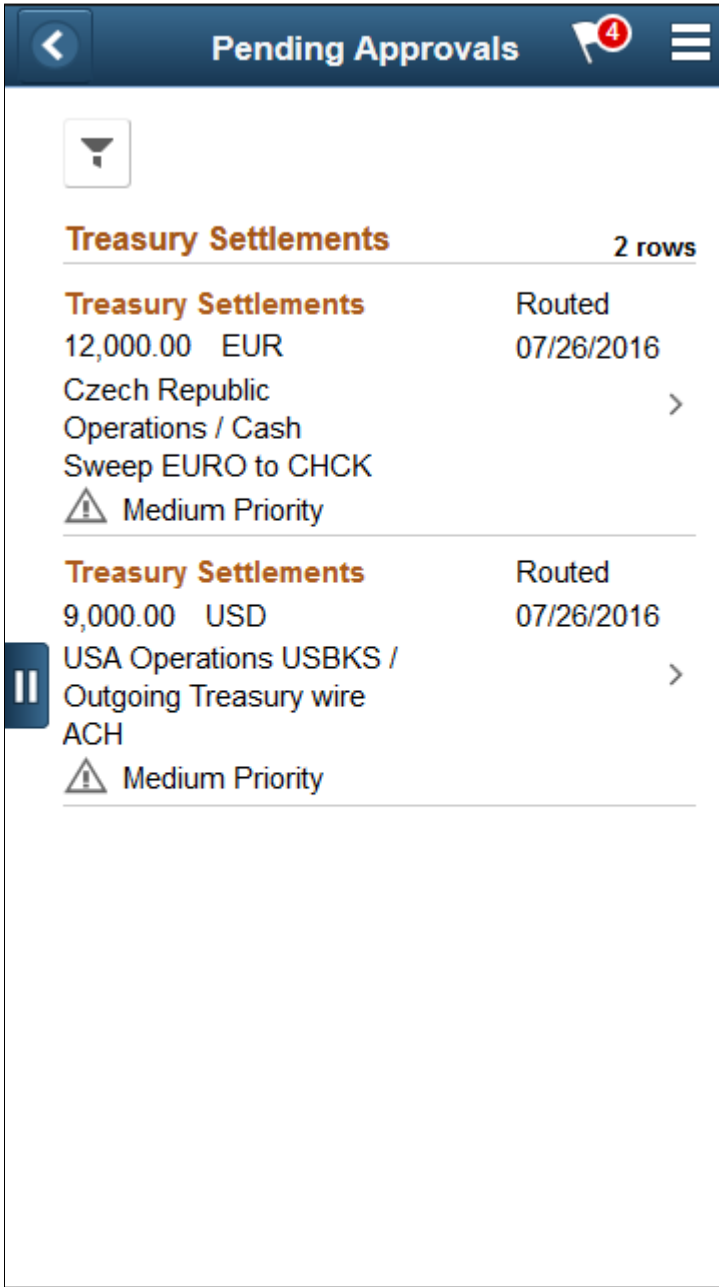 Pending Approvals 4
Treasury Settlements 2 rows
Treasury Settlements Routed
12,000.00 EUR 07/26/2016
Czech Republic
Operations / Cash
Sweep EURO to CHCK
Medium Priority
Treasury Settlements Routed
9,000.00 USD 07/26/2016
USA Operations USBKS /
Outgoing Treasury wire
ACH
Medium Priority